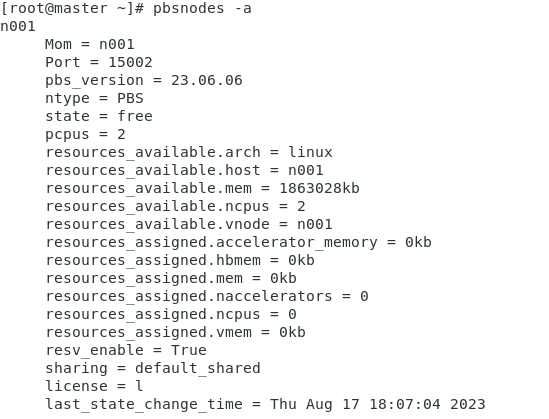 [root@master ~]# pbsnodes -a
n001
     Mom = n001
     Port = 15002
     pbs_version = 23.06.06
     ntype = PBS
     state = free
     pcpus = 2
     resources_available.arch = linux
     resources_available.host = n001
     resources_available.mem = 1863028kb
     resources_available.ncpus = 2
     resources_available.vnode = n001
     resources_assigned.accelerator_memory = 0kb
     resources_assigned.hbmem = 0kb
     resources_assigned.mem = 0kb
     resources_assigned.naccelerators = 0
     resources_assigned.ncpus = 0
     resources_assigned.vmem = 0kb
     resv_enable = True
     sharing = default_shared
     license = l
     last_state_change_time = Thu Aug 17 18:07:04 2023